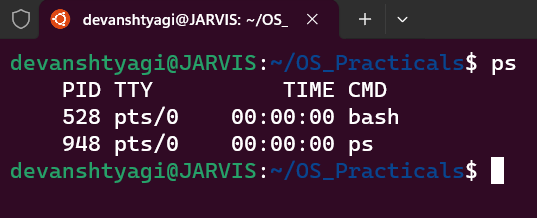 devanshtyagi@JARVIS: ~/OS_
devanshtyagi@JARVIS:~/OS_Practicals$ ps
    PID TTY          TIME CMD
    528 pts/0    00:00:00 bash
    948 pts/0    00:00:00 ps
devanshtyagi@JARVIS:~/OS_Practicals$